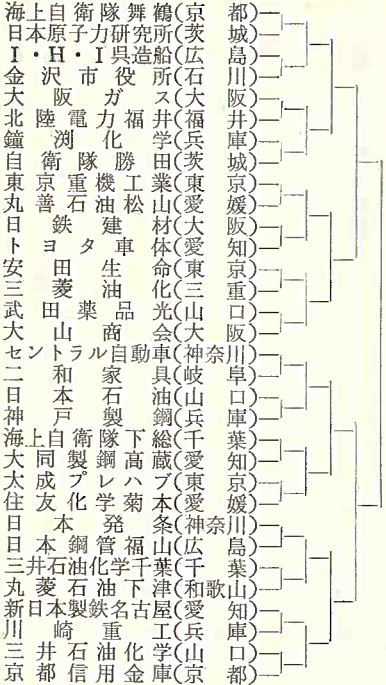 海上自衛隊舞鶴(京都)
日本原子力研究所(茨城)
I・H・I呉造船(広島)
金沢市役所(石川)
大阪ガス(大阪)
北陸電力福井(福井)
鐘渕化学(兵庫)
自衛隊勝田(茨城)
東京重機工業(東京)
丸善石油松山(愛媛)
日鉄建材(大阪)
トヨタ車体(愛知)
安田生命(東京)
三菱油化(三重)
武田薬品光(山口)
大山商会(大阪)
セントラル自動車(神奈川)
二和家具(岐阜)
日本石油(山口)
神戸製鋼(兵庫)
海上自衛隊下総(千葉)
大同製鋼高蔵(愛知)
大成プレハブ(東京)
住友化学菊本(愛媛)
日本発条(神奈川)
日本鋼管福山(広島)
三井石油化学千葉(千葉)
丸菱石油下津(和歌山)
新日本製鉄名古屋(愛知)
川崎重工(兵庫)
三井石油化学(山口)
京都信用金庫(京都)